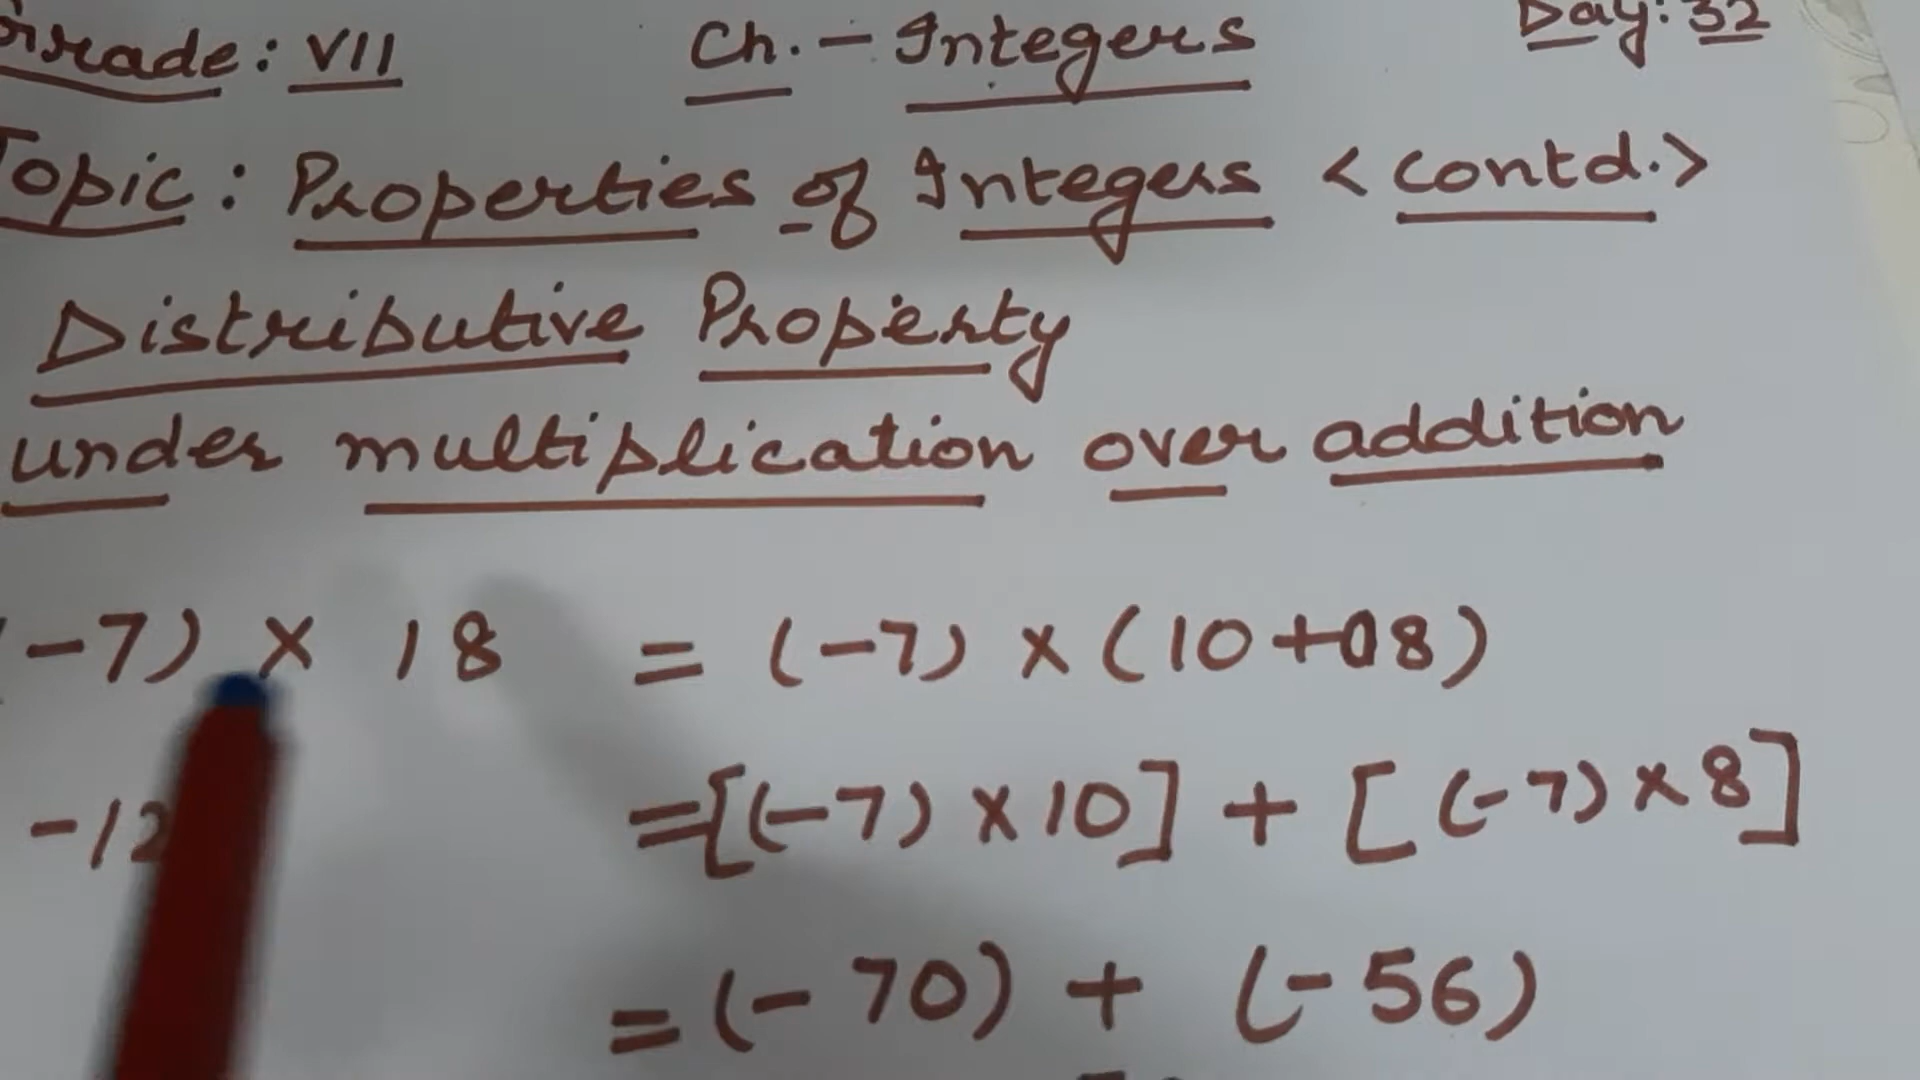 Grade: VII Ch. - Integers Day: 32
Topic: Properties of Integers <contd.>
Distributive Property
under multiplication over addition
(-7) × 18 = (-7) × (10+08)
-12 =[(-7) × 10] + [(-7) × 8]
=(-70) + (-56)